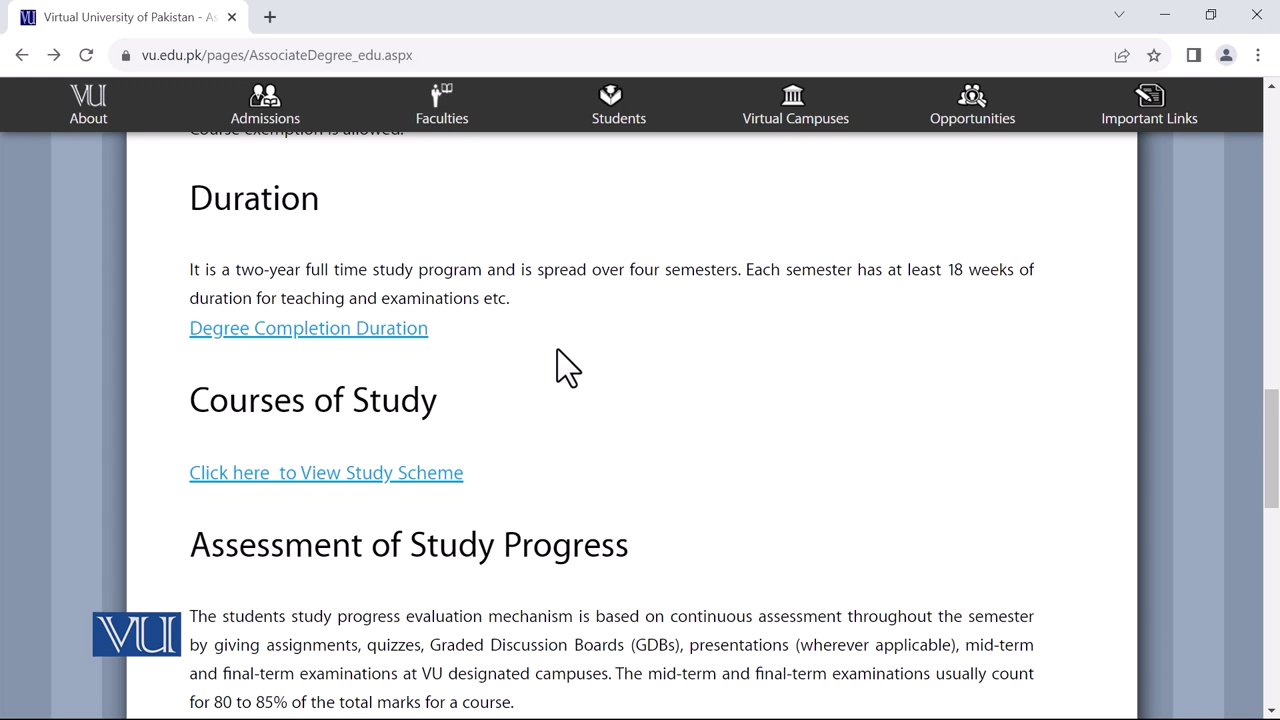 VU Virtual University of Pakistan - As
vu.edu.pk/pages/AssociateDegree_edu.aspx
VU
About Admissions Faculties Students Virtual Campuses Opportunities Important Links
Course exemption is allowed.
Duration
It is a two-year full time study program and is spread over four semesters. Each semester has at least 18 weeks of
duration for teaching and examinations etc.
Degree Completion Duration
Courses of Study
Click here to View Study Scheme
Assessment of Study Progress
The students study progress evaluation mechanism is based on continuous assessment throughout the semester
by giving assignments, quizzes, Graded Discussion Boards (GDBs), presentations (wherever applicable), mid-term
and final-term examinations at VU designated campuses. The mid-term and final-term examinations usually count
for 80 to 85% of the total marks for a course.
VU